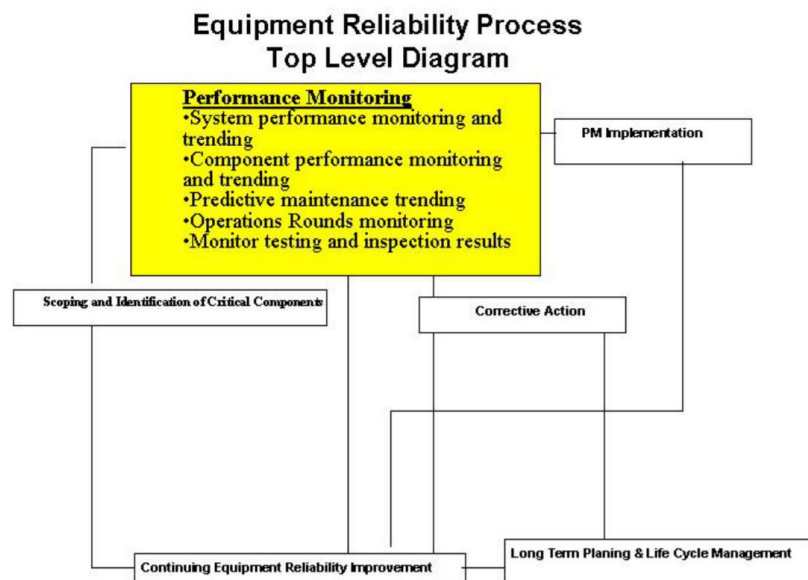 Equipment Reliability Process
Top Level Diagram
Performance Monitoring
•System performance monitoring and
trending
•Component performance monitoring
and trending
•Predictive maintenance trending
•Operations Rounds monitoring
•Monitor testing and inspection results
PM Implementation
Scoping and Identification of Critical Components
Corrective Action
Continuing Equipment Reliability Improvement
Long Term Planing & Life Cycle Management